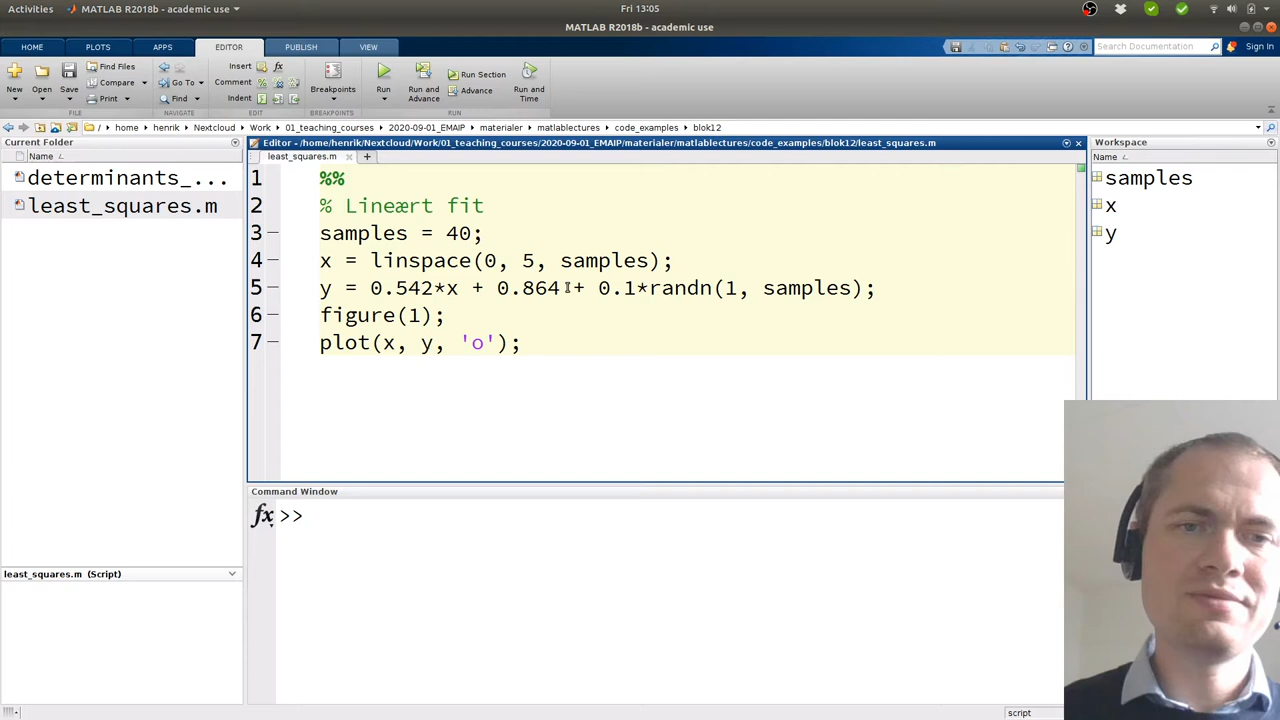 Activities MATLAB R2018b - academic use Fri 13:05
MATLAB R2018b - academic use
HOME PLOTS APPS EDITOR PUBLISH VIEW Search Documentation Sign In
New Open Save Find Files Compare Print Go To Find Insert Comment Indent Breakpoints Run Run and Advance Run Section Advance Run and Time
FILE NAVIGATE EDIT BREAKPOINTS RUN
/ home henrik Nextcloud Work 01_teaching_courses 2020-09-01_EMAIP materialer matlablectures code_examples blok12
Current Folder
Name
determinants_...
least_squares.m
least_squares.m (Script)
Editor - /home/henrik/Nextcloud/Work/01_teaching_courses/2020-09-01_EMAIP/materialer/matlablectures/code_examples/blok12/least_squares.m
least_squares.m
1 %%
2 % Lineært fit
3 samples = 40;
4 x = linspace(0, 5, samples);
5 y = 0.542*x + 0.864 + 0.1*randn(1, samples);
6 figure(1);
7 plot(x, y, 'o');
Command Window
fx >>
Workspace
Name
samples
x
y
script